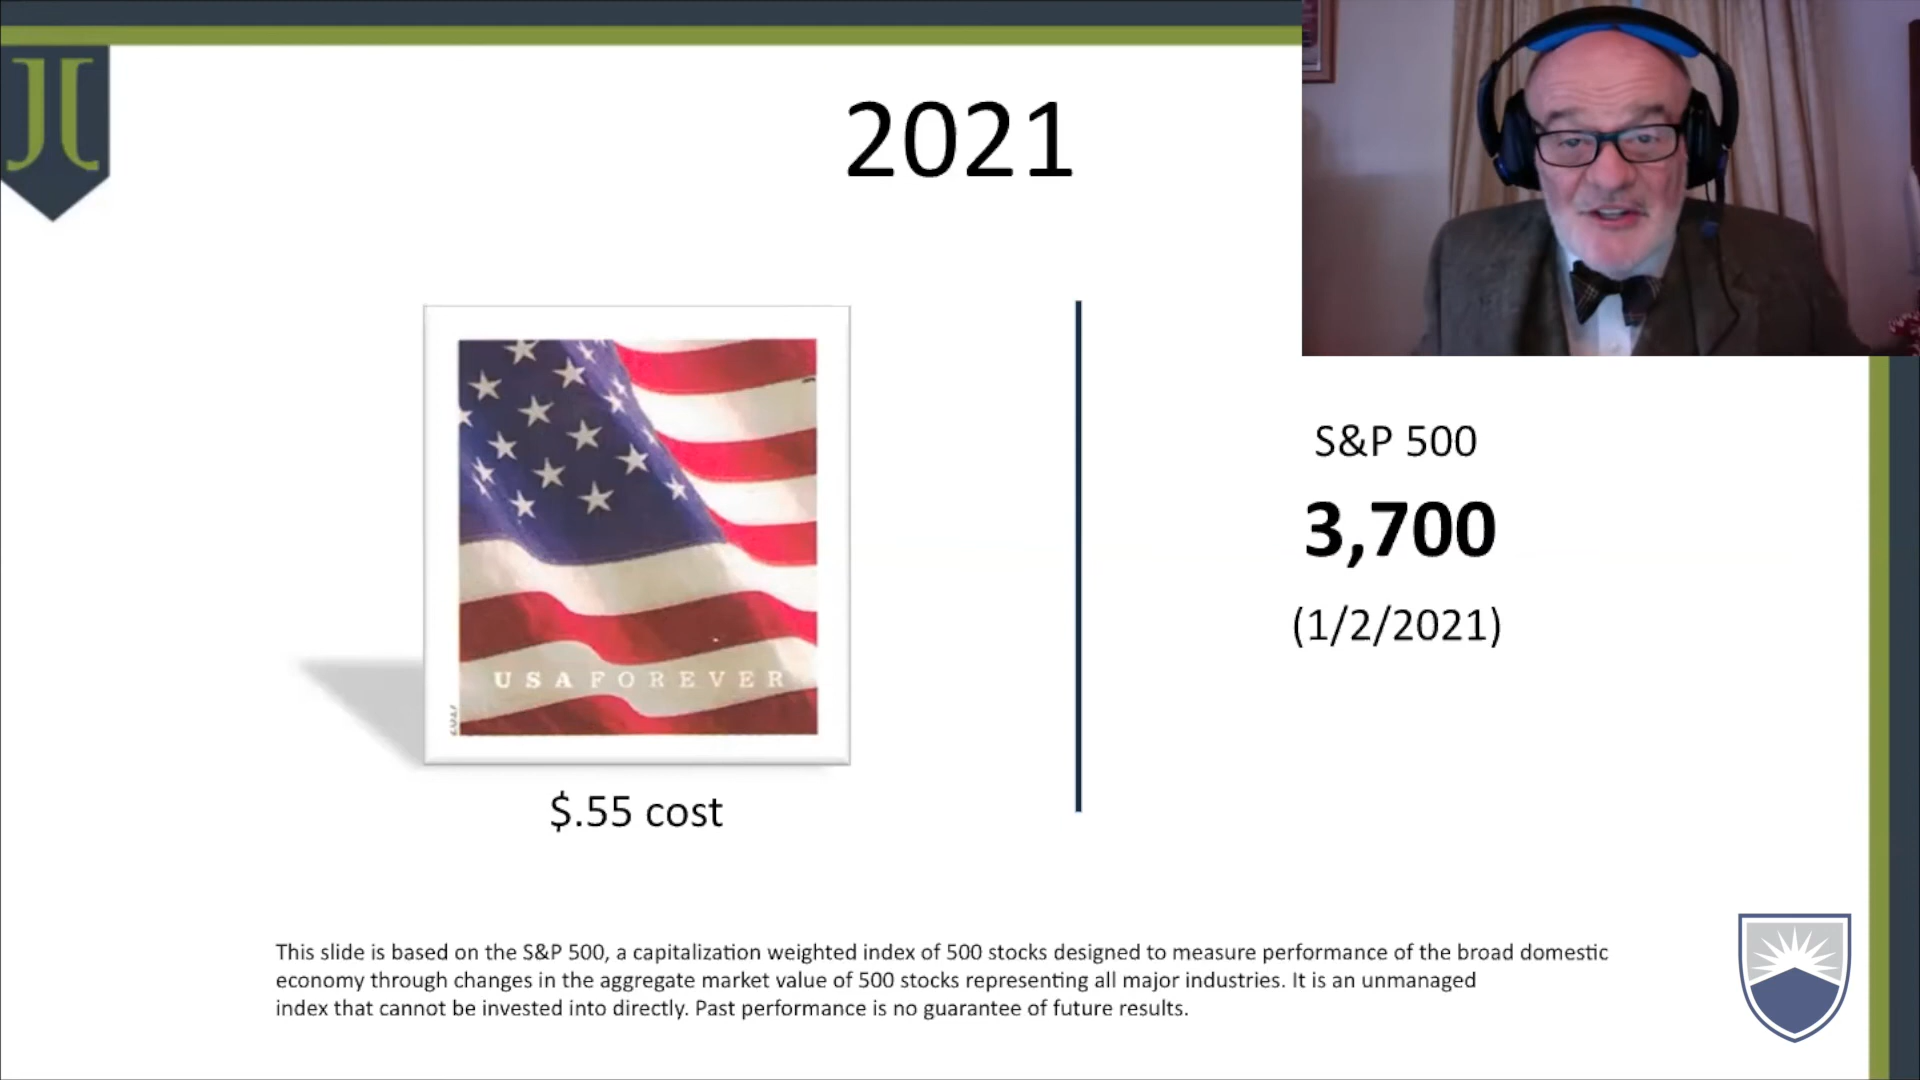 2021
USA FOREVER
2017
$.55 cost
S&P 500
3,700
(1/2/2021)
This slide is based on the S&P 500, a capitalization weighted index of 500 stocks designed to measure performance of the broad domestic
economy through changes in the aggregate market value of 500 stocks representing all major industries. It is an unmanaged
index that cannot be invested into directly. Past performance is no guarantee of future results.